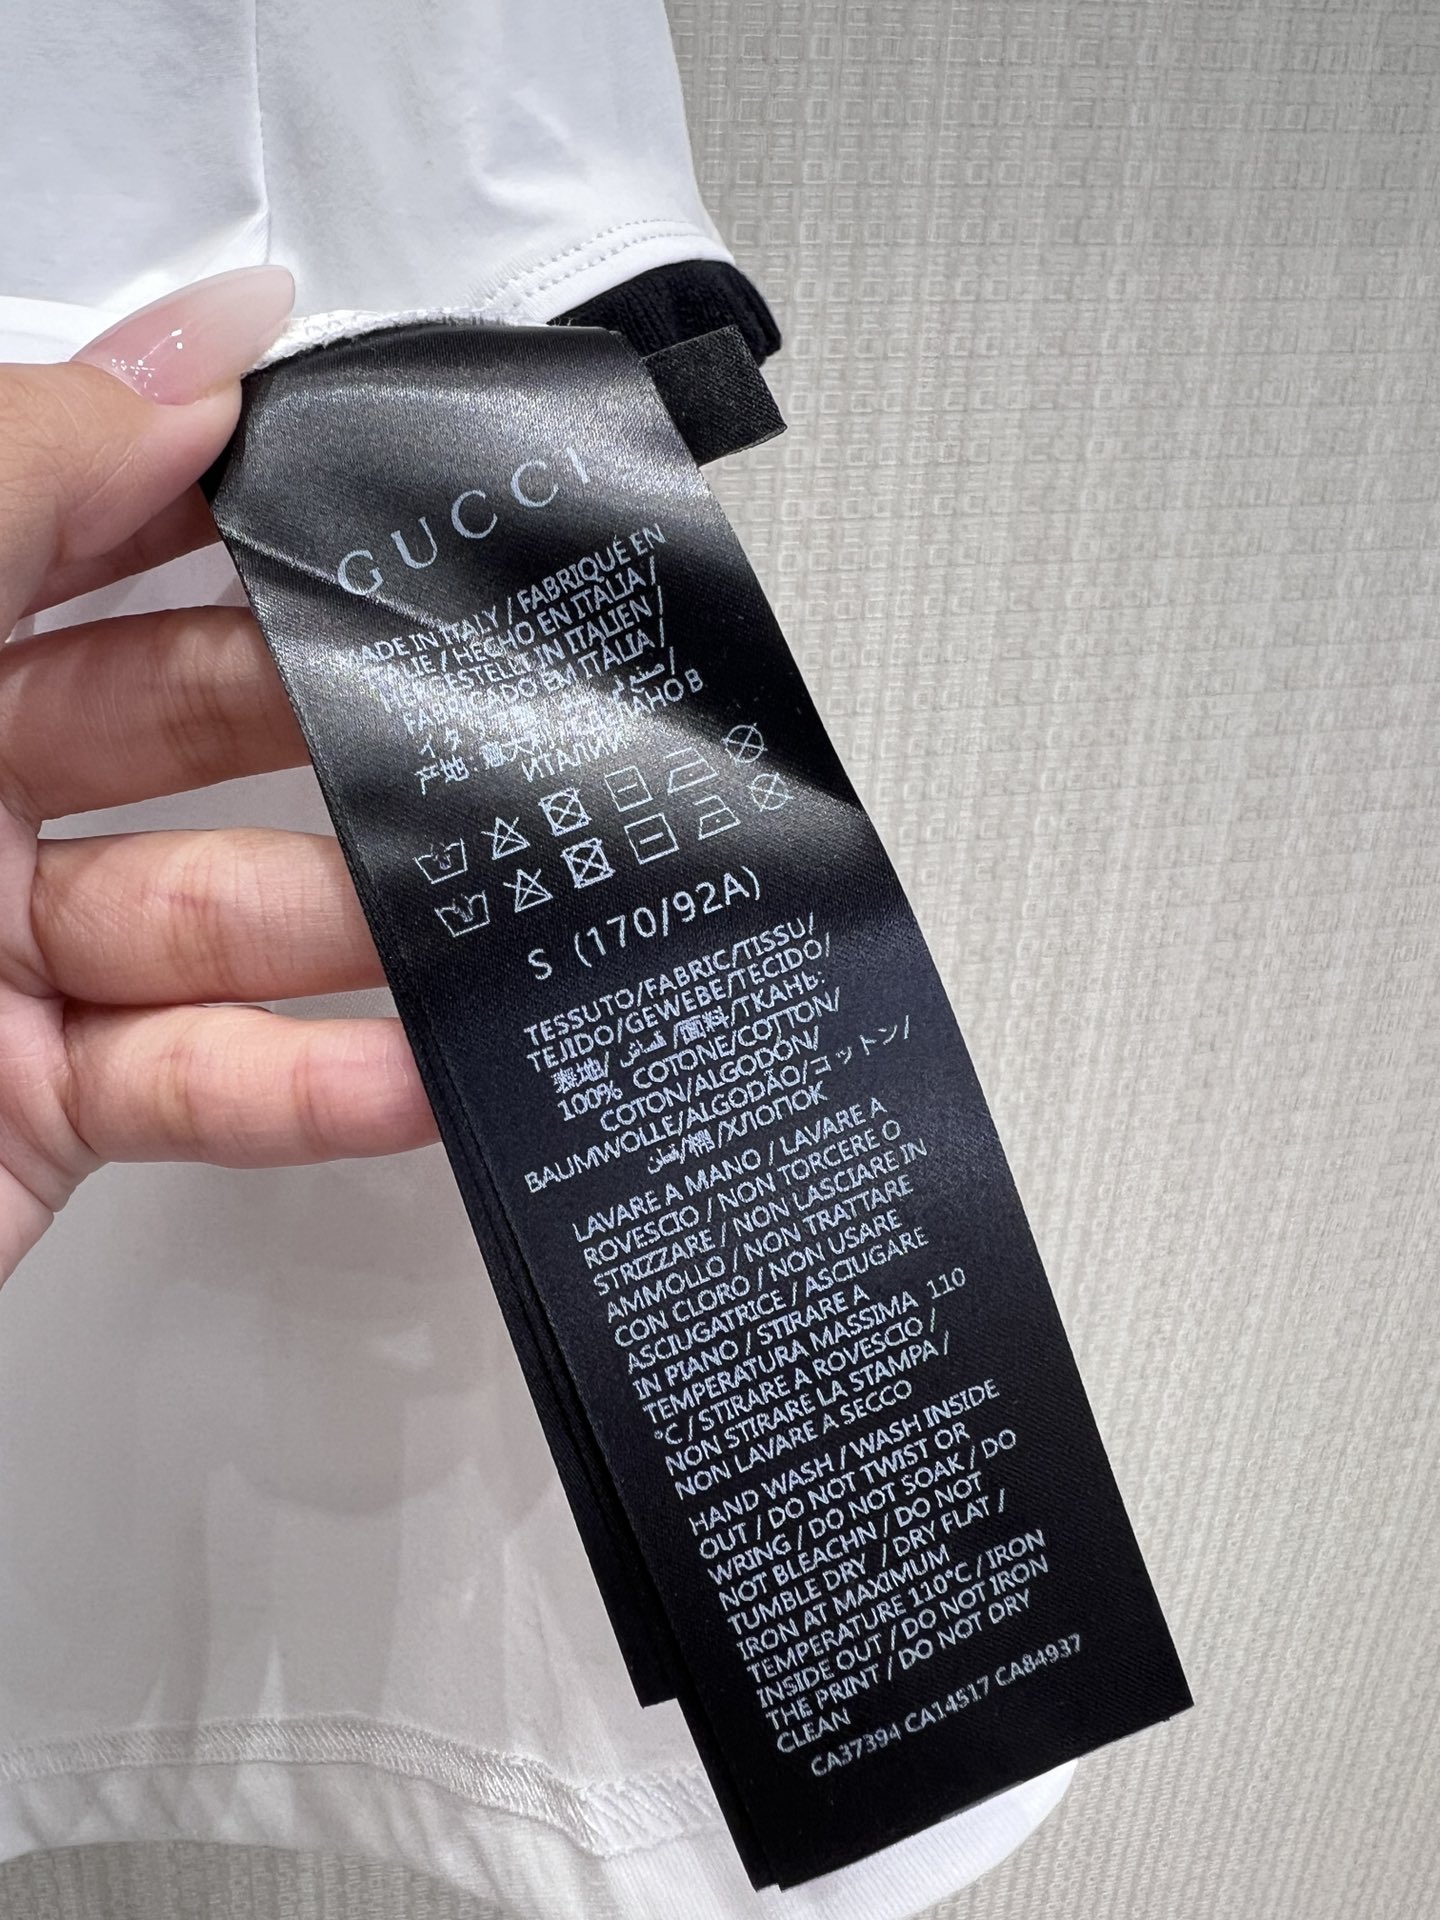 GUCCI
MADE IN ITALY / FABRIQUÉ EN
ITALIE / HECHO EN ITALIA /
HERGESTELLT IN ITALIEN /
FABRICADO EM ITALIA /
産地:
ИТАЛИИ
S (170/92A)
TESSUTO/FABRIC/TISSU/
TEJIDO/GEWEBE/TECIDO/
قماش /面料/ТКАНЬ:
100% COTONE/COTTON/
COTON/ALGODÓN/
BAUMWOLLE/ALGODÃO/コットン/
قطن/棉/ХЛОПОК
LAVARE A MANO / LAVARE A
ROVESCIO / NON TORCERE O
STRIZZARE / NON LASCIARE IN
AMMOLLO / NON TRATTARE
CON CLORO / NON USARE
ASCIUGATRICE / ASCIUGARE
IN PIANO / STIRARE A
TEMPERATURA MASSIMA 110
°C / STIRARE A ROVESCIO /
NON STIRARE LA STAMPA /
NON LAVARE A SECCO
HAND WASH / WASH INSIDE
OUT / DO NOT TWIST OR
WRING / DO NOT SOAK / DO
NOT BLEACHN / DO NOT
TUMBLE DRY / DRY FLAT /
IRON AT MAXIMUM
TEMPERATURE 110°C / IRON
INSIDE OUT / DO NOT IRON
THE PRINT / DO NOT DRY
CLEAN
CA37394 CA14517 CA84937